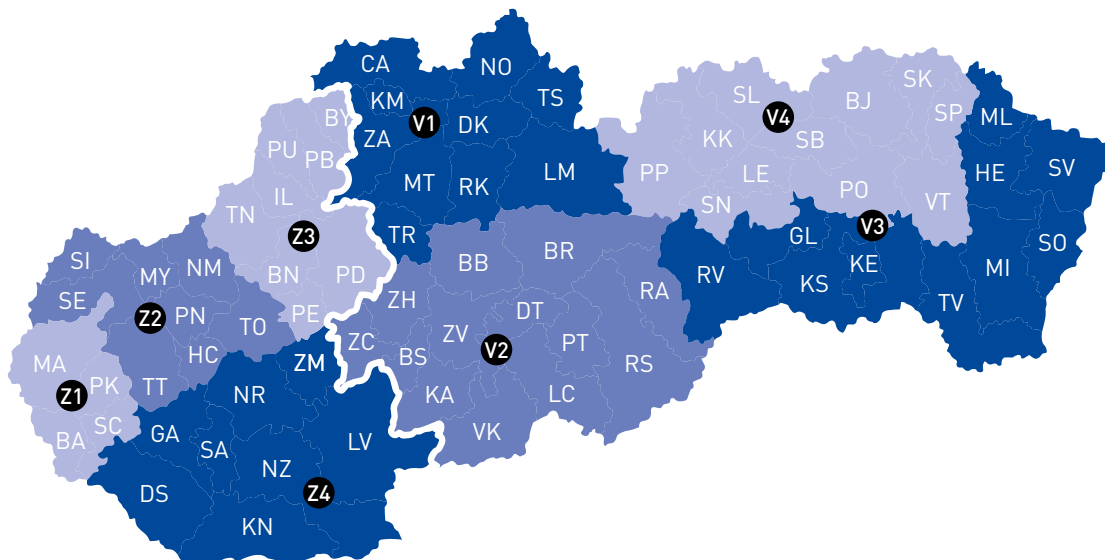 CA
NO
KM
TS
BY
V1
DK
ZA
PU
PB
MT
RK
LM
IL
TN
Z3
TR
BN
PD
PE
SK
SL
BJ
V4
SP
ML
KK
SB
HE
SV
PP
LE
PO
VT
SN
V3
GL
SO
KE
MI
RV
KS
TV
SI
MY
NM
SE
Z2
PN
TO
HC
TT
MA
PK
Z1
SC
BA
BB
BR
ZH
RA
DT
ZV
ZC
V2
PT
BS
RS
KA
LC
VK
ZM
NR
GA
SA
LV
NZ
DS
Z4
KN